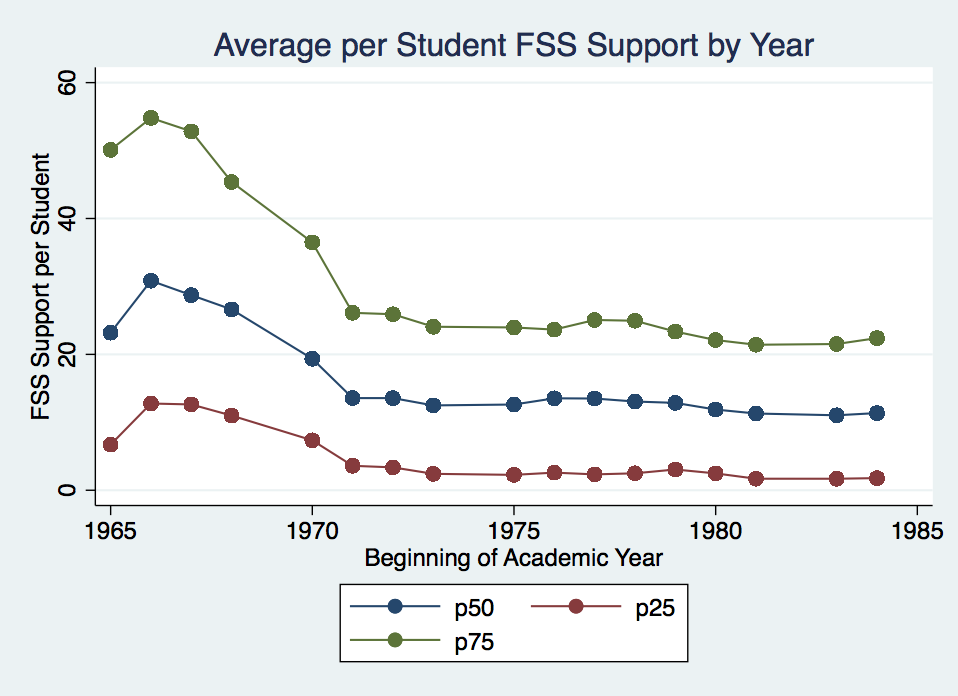 Average per Student FSS Support by Year
FSS Support per Student
60
40
20
0
1965 1970 1975 1980 1985
Beginning of Academic Year
p50 p25
p75